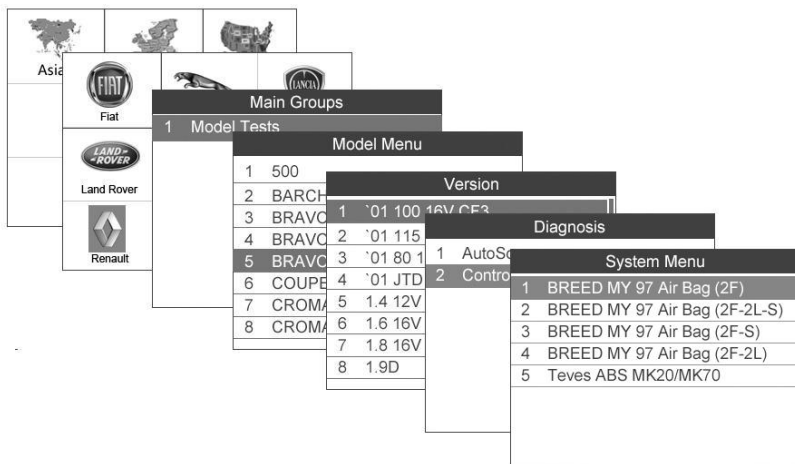 Asia
FIAT
LANCIA
Fiat
LAND-
ROVER
Land Rover
Renault
Main Groups
1 Model Tests
Model Menu
1 500
2 BARCH
3 BRAVO
4 BRAVO
5 BRAVO
6 COUPE
7 CROMA
8 CROMA
Version
1 `01 100 16V CF3
2 `01 115
3 `01 80 1
4 `01 JTD
5 1.4 12V
6 1.6 16V
7 1.8 16V
8 1.9D
Diagnosis
1 AutoSc
2 Contro
System Menu
1 BREED MY 97 Air Bag (2F)
2 BREED MY 97 Air Bag (2F-2L-S)
3 BREED MY 97 Air Bag (2F-S)
4 BREED MY 97 Air Bag (2F-2L)
5 Teves ABS MK20/MK70